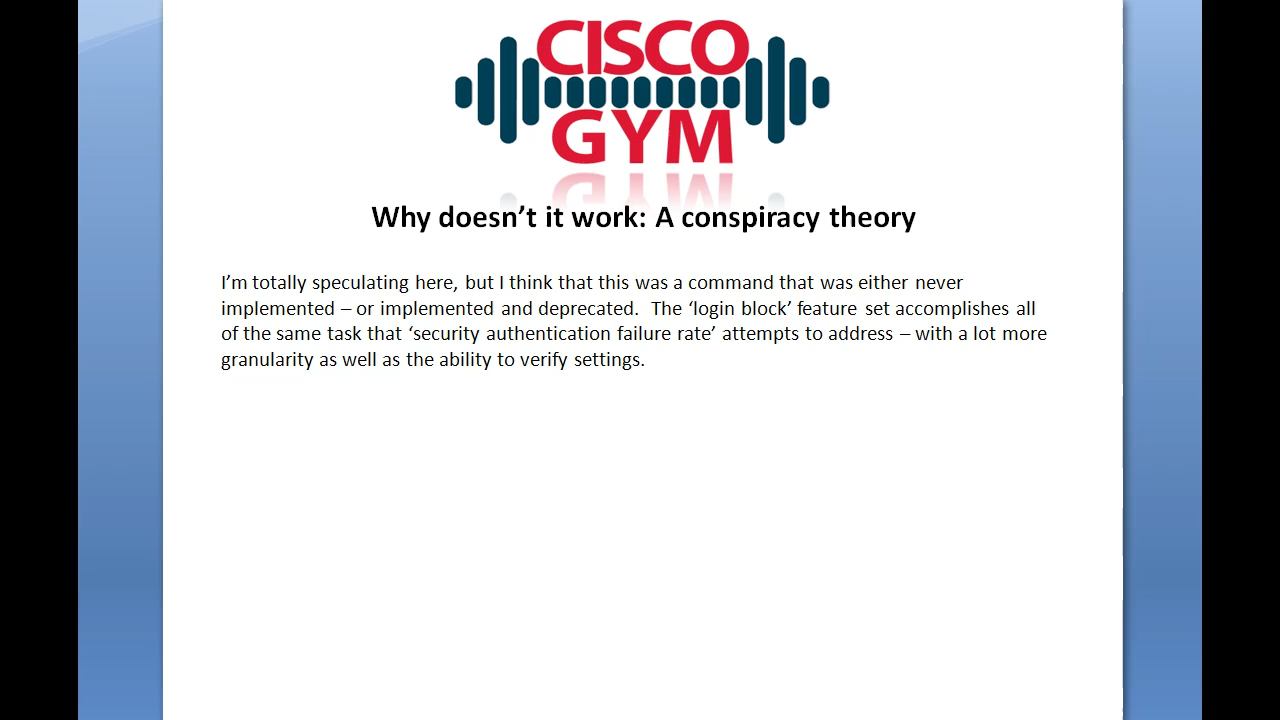 CISCO
GYM
Why doesn’t it work: A conspiracy theory
I’m totally speculating here, but I think that this was a command that was either never
implemented – or implemented and deprecated.  The ‘login block’ feature set accomplishes all
of the same task that ‘security authentication failure rate’ attempts to address – with a lot more
granularity as well as the ability to verify settings.